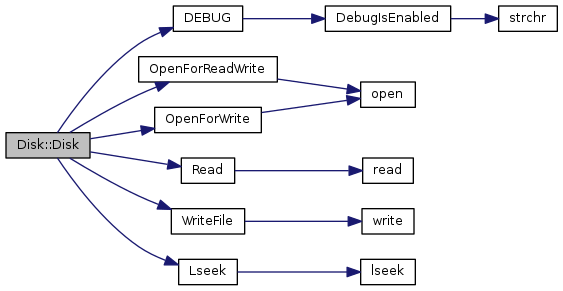 DEBUG
DebugIsEnabled
strchr
OpenForReadWrite
open
OpenForWrite
Disk::Disk
Read
read
WriteFile
write
Lseek
lseek